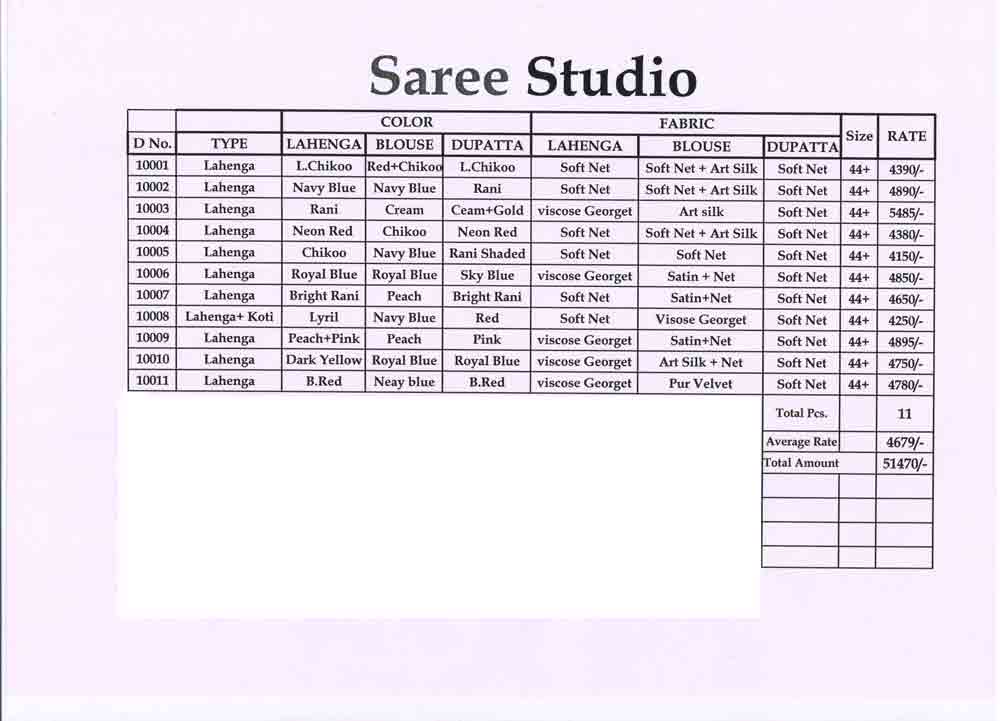 Saree Studio
COLOR FABRIC Size RATE
D No. TYPE LAHENGA BLOUSE DUPATTA LAHENGA BLOUSE DUPATTA
10001 Lahenga L.Chikoo Red+Chikoo L.Chikoo Soft Net Soft Net + Art Silk Soft Net 44+ 4390/-
10002 Lahenga Navy Blue Navy Blue Rani Soft Net Soft Net + Art Silk Soft Net 44+ 4890/-
10003 Lahenga Rani Cream Ceam+Gold viscose Georget Art silk Soft Net 44+ 5485/-
10004 Lahenga Neon Red Chikoo Neon Red Soft Net Soft Net + Art Silk Soft Net 44+ 4380/-
10005 Lahenga Chikoo Navy Blue Rani Shaded Soft Net Soft Net Soft Net 44+ 4150/-
10006 Lahenga Royal Blue Royal Blue Sky Blue viscose Georget Satin + Net Soft Net 44+ 4850/-
10007 Lahenga Bright Rani Peach Bright Rani Soft Net Satin+Net Soft Net 44+ 4650/-
10008 Lahenga+ Koti Lyril Navy Blue Red Soft Net Visose Georget Soft Net 44+ 4250/-
10009 Lahenga Peach+Pink Peach Pink viscose Georget Satin+Net Soft Net 44+ 4895/-
10010 Lahenga Dark Yellow Royal Blue Royal Blue viscose Georget Art Silk + Net Soft Net 44+ 4750/-
10011 Lahenga B.Red Neay blue B.Red viscose Georget Pur Velvet Soft Net 44+ 4780/-
Total Pcs. 11
Average Rate 4679/-
Total Amount 51470/-